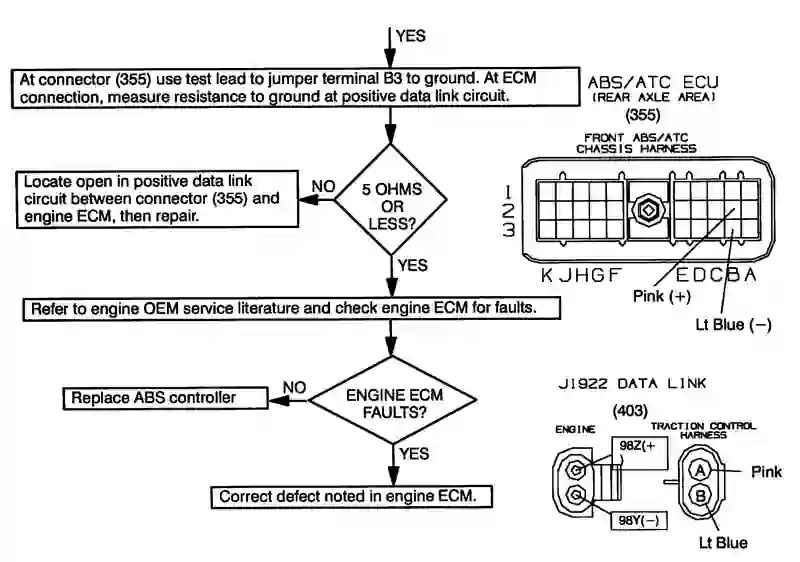 YES
At connector (355) use test lead to jumper terminal B3 to ground. At ECM
connection, measure resistance to ground at positive data link circuit.
ABS/ATC ECU
(REAR AXLE AREA)
(355)
FRONT ABS/ATC
CHASSIS HARNESS
Locate open in positive data link
circuit between connector (355) and
engine ECM, then repair.
NO
5 OHMS
OR
LESS?
1
2
3
YES
K J H G F E D C B A
Pink (+)
Lt Blue (−)
Refer to engine OEM service literature and check engine ECM for faults.
Replace ABS controller
NO
ENGINE ECM
FAULTS?
YES
Correct defect noted in engine ECM.
J1922 DATA LINK
(403)
ENGINE
TRACTION CONTROL
HARNESS
98Z(+
A
Pink
B
98Y(−)
Lt Blue